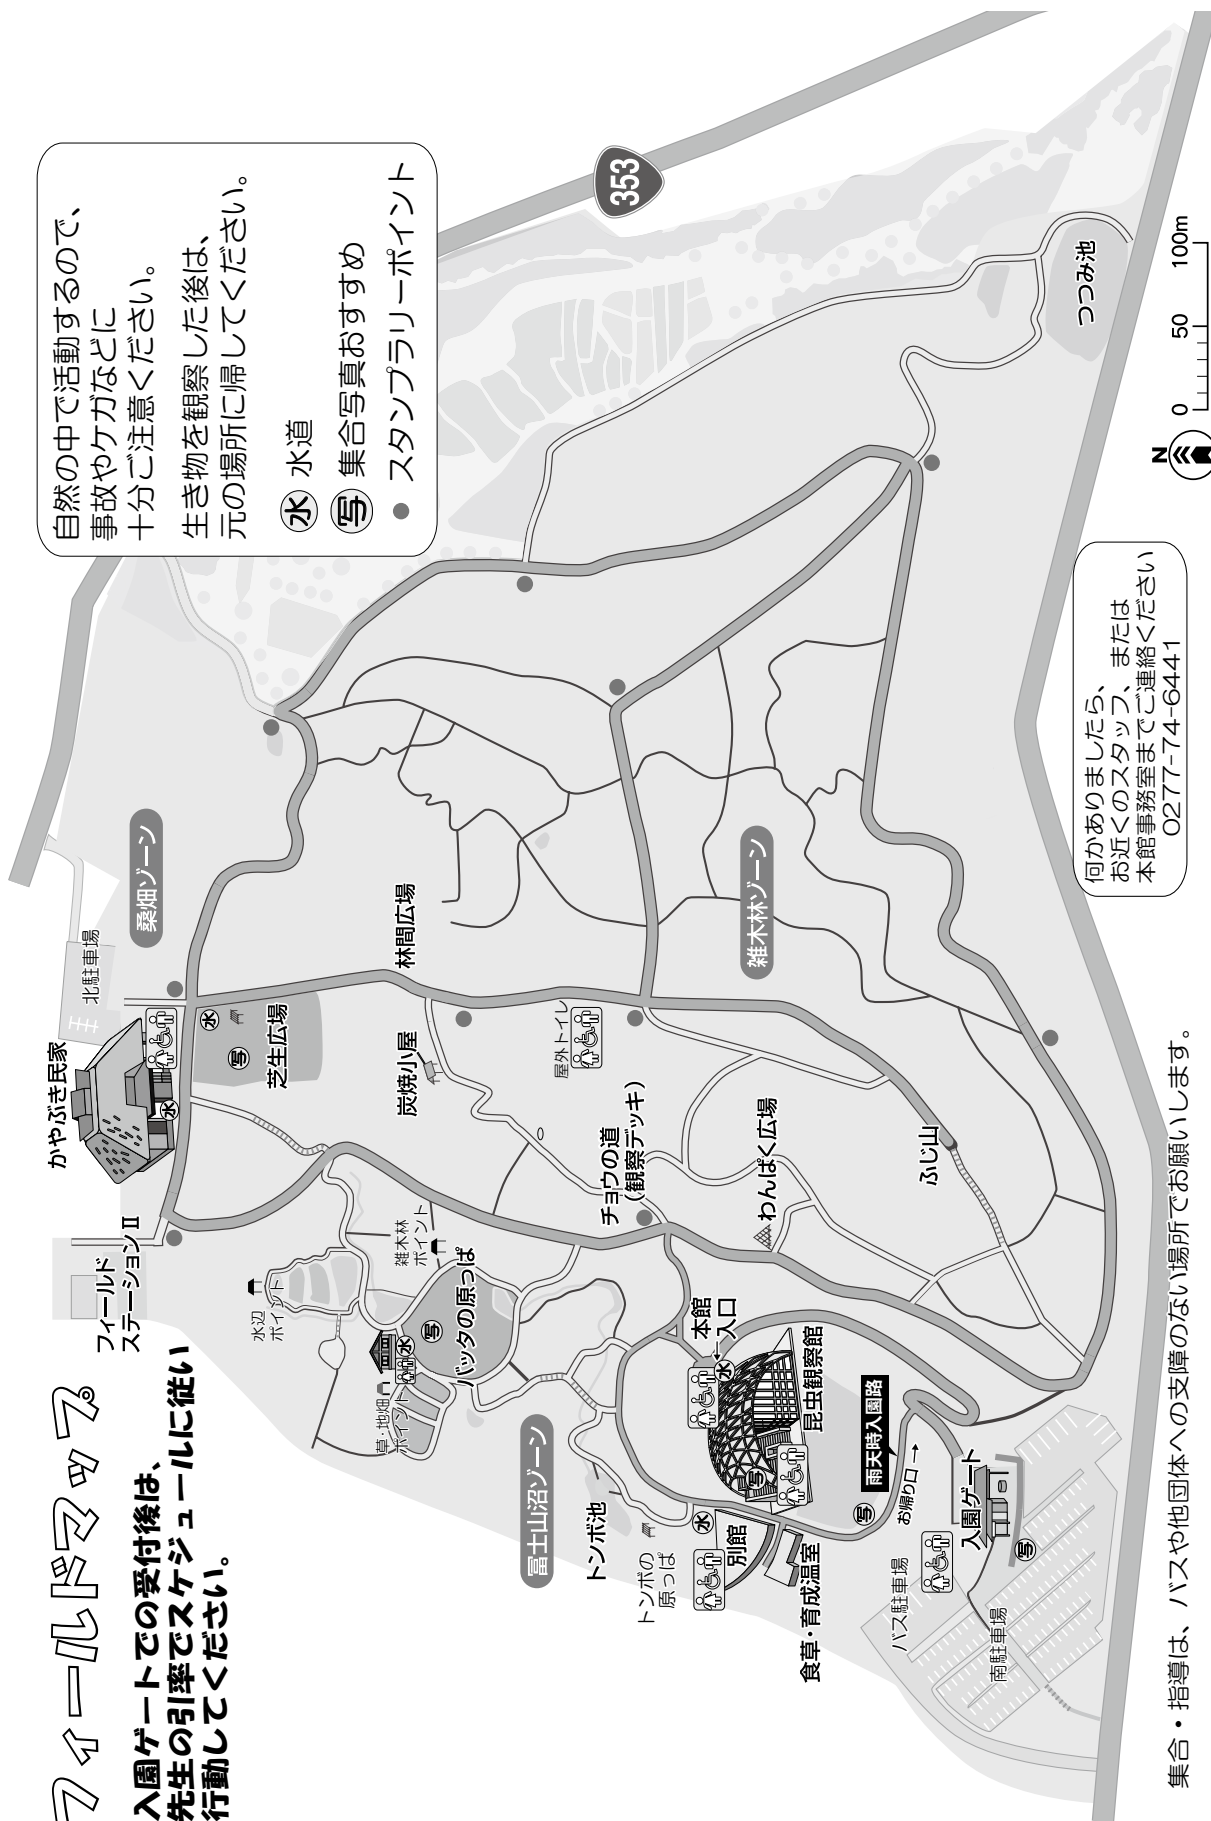 フィールドマップ
入園ゲートでの受付後は、
先生の引率でスケジュールに従い
行動してください。
自然の中で活動するので、
事故やケガなどに
十分ご注意ください。
生き物を観察した後は、
元の場所に帰してください。
水 水道
写 集合写真おすすめ
● スタンプラリーポイント
353
かやぶき民家
北駐車場
桑畑ゾーン
フィールド
ステーションⅡ
水
水
写
芝生広場
林間広場
炭焼小屋
屋外トイレ
水辺
ポイント
雑木林
ポイント
草・地畑
ポイント
水
写
バッタの原っぱ
チョウの道
(観察デッキ)
わんぱく広場
雑木林ゾーン
ふじ山
つつみ池
富士山沼ゾーン
トンボ池
トンボの
原っぱ
水
別館
本館
入口
水
写
昆虫観察館
食草・育成温室
雨天時入園路
写
お帰り口→
入園ゲート
写
バス駐車場
南駐車場
何かありましたら、
お近くのスタッフ、または
本館事務室までご連絡ください
0277-74-6441
N
0 50 100m
集合・指導は、バスや他団体への支障のない場所でお願いします。